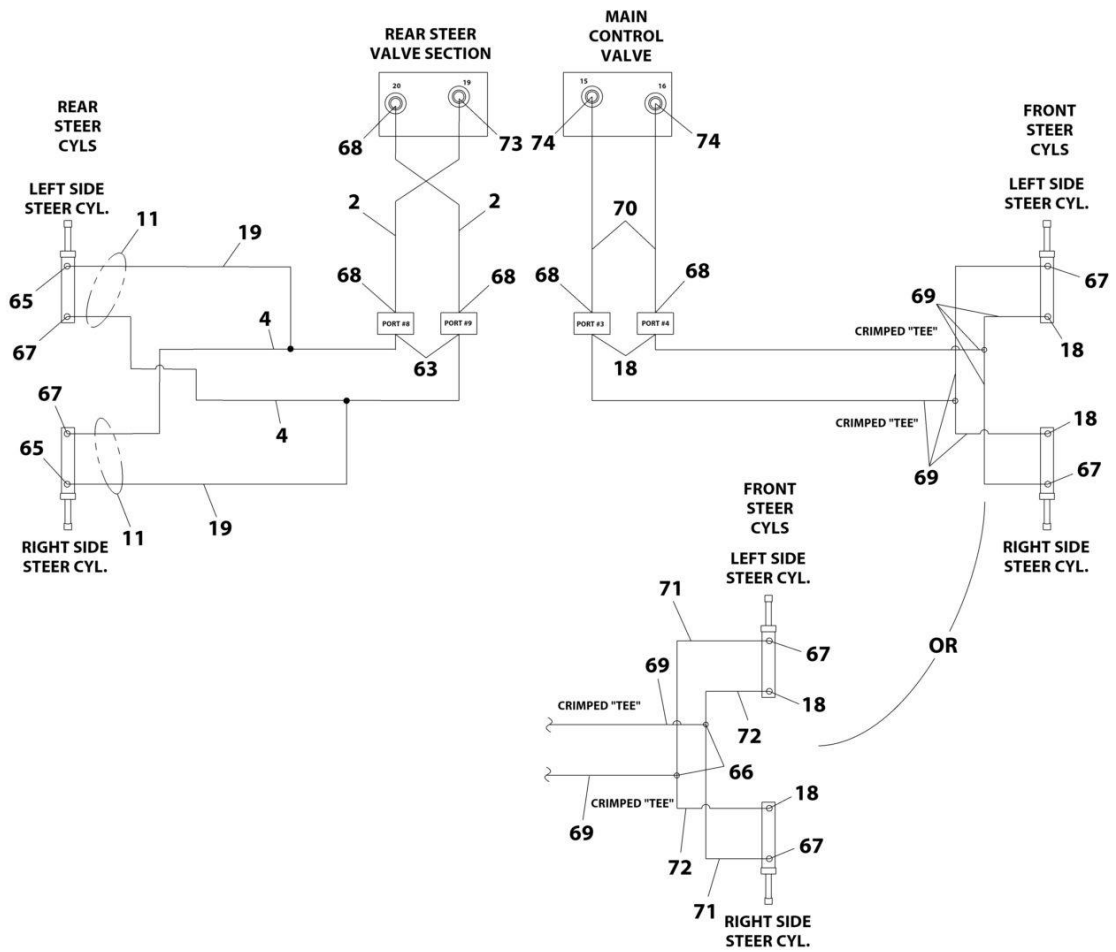 REAR STEER
VALVE SECTION
MAIN
CONTROL
VALVE
20
19
15
16
68
73
74
74
REAR
STEER
CYLS
FRONT
STEER
CYLS
LEFT SIDE
STEER CYL.
LEFT SIDE
STEER CYL.
11
19
2
2
70
65
67
68
68
68
68
PORT #8
PORT #9
PORT #3
PORT #4
4
63
18
69
67
18
CRIMPED "TEE"
67
65
4
CRIMPED "TEE"
69
18
67
11
19
RIGHT SIDE
STEER CYL.
RIGHT SIDE
STEER CYL.
FRONT
STEER
CYLS
LEFT SIDE
STEER CYL.
71
67
OR
69
18
CRIMPED "TEE"
72
66
CRIMPED "TEE"
69
18
72
67
71
RIGHT SIDE
STEER CYL.